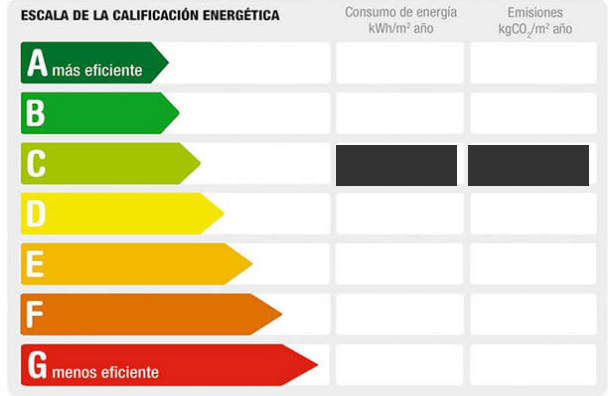 ESCALA DE LA CALIFICACIÓN ENERGÉTICA
Consumo de energía
kWh/m² año
Emisiones
kgCO₂/m² año
A más eficiente
B
C
D
E
F
G menos eficiente